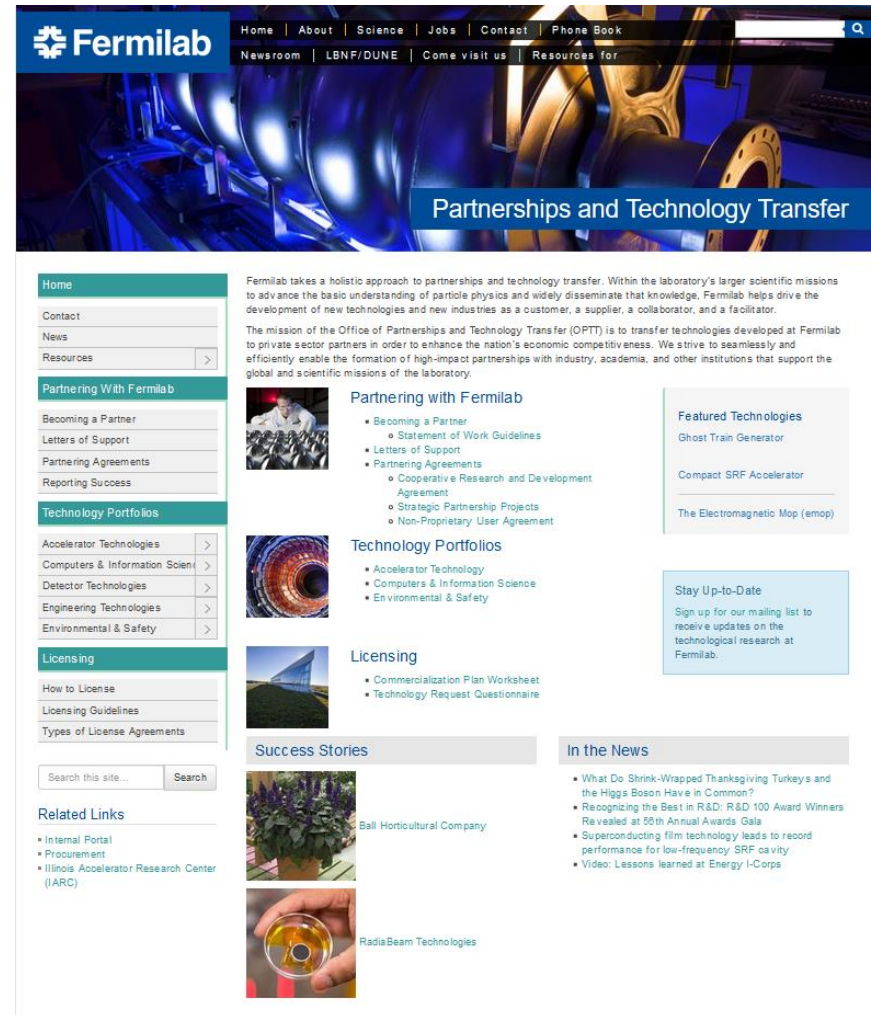 Fermilab
Home | About | Science | Jobs | Contact | Phone Book
Newsroom | LBNF/DUNE | Come visit us | Resources for
Partnerships and Technology Transfer
Home
Contact
News
Resources
Partnering With Fermilab
Becoming a Partner
Letters of Support
Partnering Agreements
Reporting Success
Technology Portfolios
Accelerator Technologies
Computers & Information Scienc
Detector Technologies
Engineering Technologies
Environmental & Safety
Licensing
How to License
Licensing Guidelines
Types of License Agreements
Search this site... Search
Related Links
Internal Portal
Procurement
Illinois Accelerator Research Center
(IARC)
Fermilab takes a holistic approach to partnerships and technology transfer. Within the laboratory's larger scientific missions
to advance the basic understanding of particle physics and widely disseminate that knowledge, Fermilab helps drive the
development of new technologies and new industries as a customer, a supplier, a collaborator, and a facilitator.
The mission of the Office of Partnerships and Technology Transfer (OPTT) is to transfer technologies developed at Fermilab
to private sector partners in order to enhance the nation's economic competitiveness. We strive to seamlessly and
efficiently enable the formation of high-impact partnerships with industry, academia, and other institutions that support the
global and scientific missions of the laboratory.
Partnering with Fermilab
Becoming a Partner
Statement of Work Guidelines
Letters of Support
Partnering Agreements
Cooperative Research and Development
Agreement
Strategic Partnership Projects
Non-Proprietary User Agreement
Technology Portfolios
Accelerator Technology
Computers & Information Science
Environmental & Safety
Licensing
Commercialization Plan Worksheet
Technology Request Questionnaire
Featured Technologies
Ghost Train Generator
Compact SRF Accelerator
The Electromagnetic Mop (emop)
Stay Up-to-Date
Sign up for our mailing list to
receive updates on the
technological research at
Fermilab.
Success Stories
Ball Horticultural Company
RadiaBeam Technologies
In the News
What Do Shrink-Wrapped Thanksgiving Turkeys and
the Higgs Boson Have in Common?
Recognizing the Best in R&D: R&D 100 Award Winners
Revealed at 56th Annual Awards Gala
Superconducting film technology leads to record
performance for low-frequency SRF cavity
Video: Lessons learned at Energy I-Corps